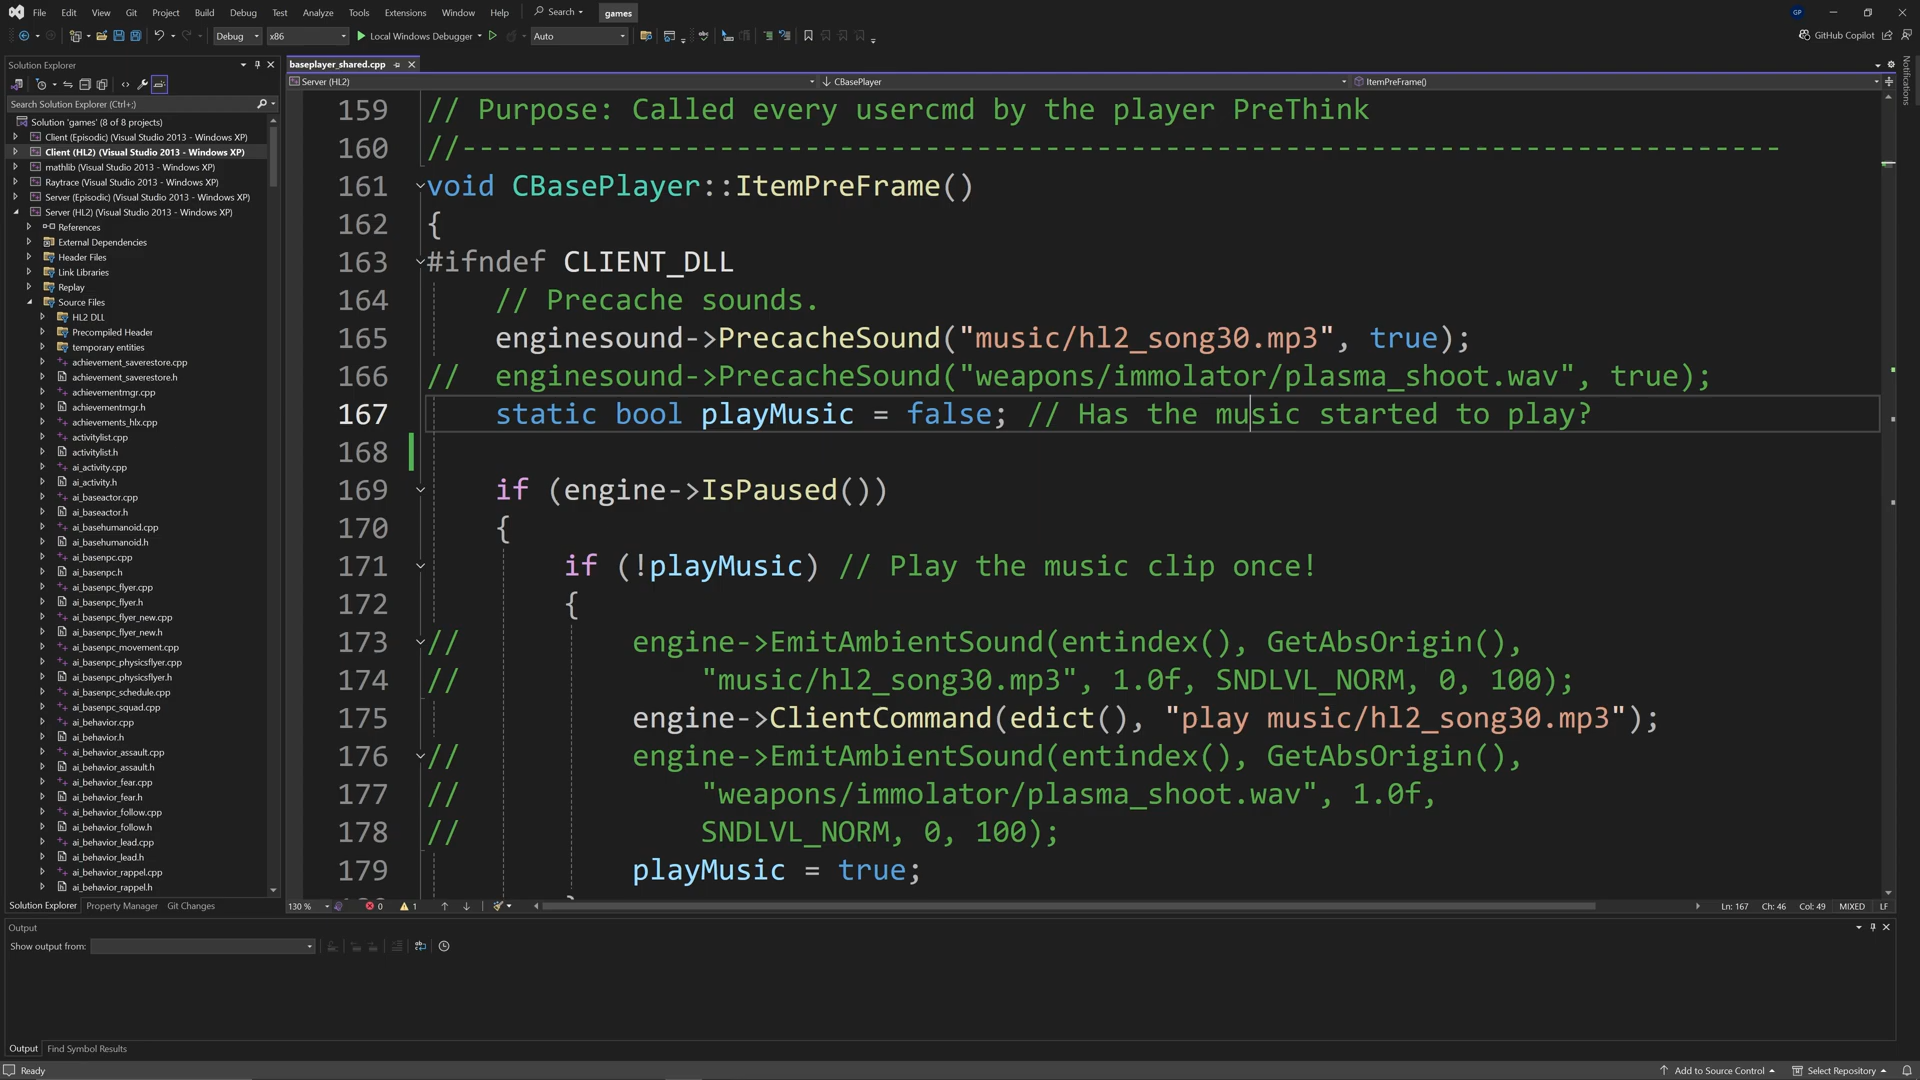 File Edit View Git Project Build Debug Test Analyze Tools Extensions Window Help Search games GP
Debug x86 Local Windows Debugger Auto GitHub Copilot
Solution Explorer
Search Solution Explorer (Ctrl+;)
Solution 'games' (8 of 8 projects)
Client (Episodic) (Visual Studio 2013 - Windows XP)
Client (HL2) (Visual Studio 2013 - Windows XP)
mathlib (Visual Studio 2013 - Windows XP)
Raytrace (Visual Studio 2013 - Windows XP)
Server (Episodic) (Visual Studio 2013 - Windows XP)
Server (HL2) (Visual Studio 2013 - Windows XP)
References
External Dependencies
Header Files
Link Libraries
Replay
Source Files
HL2 DLL
Precompiled Header
temporary entities
achievement_saverestore.cpp
achievement_saverestore.h
achievementmgr.cpp
achievementmgr.h
achievements_hlx.cpp
activitylist.cpp
activitylist.h
ai_activity.cpp
ai_activity.h
ai_baseactor.cpp
ai_baseactor.h
ai_basehumanoid.cpp
ai_basehumanoid.h
ai_basenpc.cpp
ai_basenpc.h
ai_basenpc_flyer.cpp
ai_basenpc_flyer.h
ai_basenpc_flyer_new.cpp
ai_basenpc_flyer_new.h
ai_basenpc_movement.cpp
ai_basenpc_physicsflyer.cpp
ai_basenpc_physicsflyer.h
ai_basenpc_schedule.cpp
ai_basenpc_squad.cpp
ai_behavior.cpp
ai_behavior.h
ai_behavior_assault.cpp
ai_behavior_assault.h
ai_behavior_fear.cpp
ai_behavior_fear.h
ai_behavior_follow.cpp
ai_behavior_follow.h
ai_behavior_lead.cpp
ai_behavior_lead.h
ai_behavior_rappel.cpp
ai_behavior_rappel.h
Solution Explorer Property Manager Git Changes
baseplayer_shared.cpp
Server (HL2) CBasePlayer ItemPreFrame()
159 // Purpose: Called every usercmd by the player PreThink
160 //-----------------------------------------------------------------------------
161 void CBasePlayer::ItemPreFrame()
162 {
163 #ifndef CLIENT_DLL
164 // Precache sounds.
165 enginesound->PrecacheSound("music/hl2_song30.mp3", true);
166 // enginesound->PrecacheSound("weapons/immolator/plasma_shoot.wav", true);
167 static bool playMusic = false; // Has the music started to play?
168
169 if (engine->IsPaused())
170 {
171 if (!playMusic) // Play the music clip once!
172 {
173 // engine->EmitAmbientSound(entindex(), GetAbsOrigin(),
174 // "music/hl2_song30.mp3", 1.0f, SNDLVL_NORM, 0, 100);
175 engine->ClientCommand(edict(), "play music/hl2_song30.mp3");
176 // engine->EmitAmbientSound(entindex(), GetAbsOrigin(),
177 // "weapons/immolator/plasma_shoot.wav", 1.0f,
178 // SNDLVL_NORM, 0, 100);
179 playMusic = true;
130 % 0 1 Ln: 167 Ch: 46 Col: 49 MIXED LF
Notifications
Output
Show output from:
Output Find Symbol Results
Ready Add to Source Control Select Repository